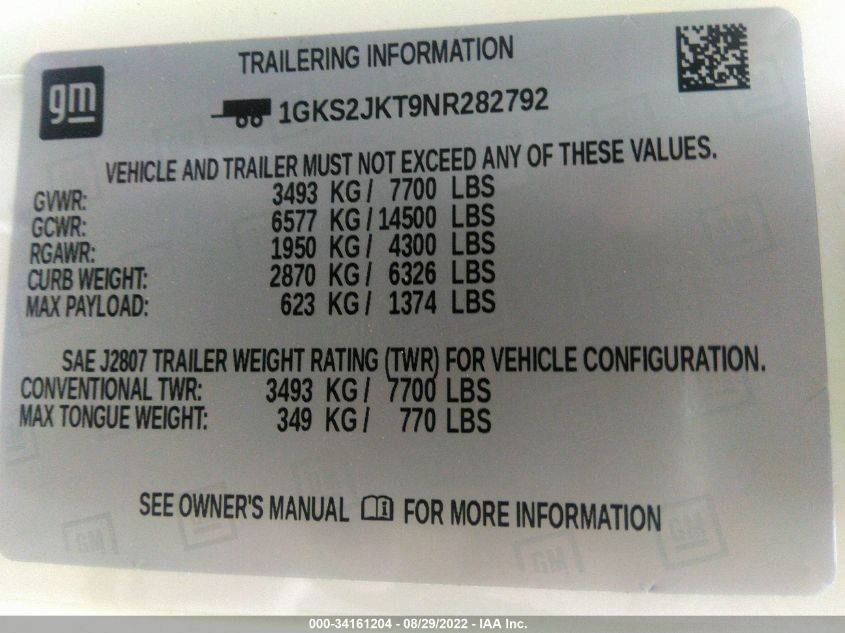 gm
TRAILERING INFORMATION
1GKS2JKT9NR282792
VEHICLE AND TRAILER MUST NOT EXCEED ANY OF THESE VALUES.
GVWR: 3493 KG / 7700 LBS
GCWR: 6577 KG / 14500 LBS
RGAWR: 1950 KG / 4300 LBS
CURB WEIGHT: 2870 KG / 6326 LBS
MAX PAYLOAD: 623 KG / 1374 LBS
SAE J2807 TRAILER WEIGHT RATING (TWR) FOR VEHICLE CONFIGURATION.
CONVENTIONAL TWR: 3493 KG / 7700 LBS
MAX TONGUE WEIGHT: 349 KG / 770 LBS
SEE OWNER'S MANUAL FOR MORE INFORMATION
GM GM GM GM
000-34161204 - 08/29/2022 - IAA Inc.